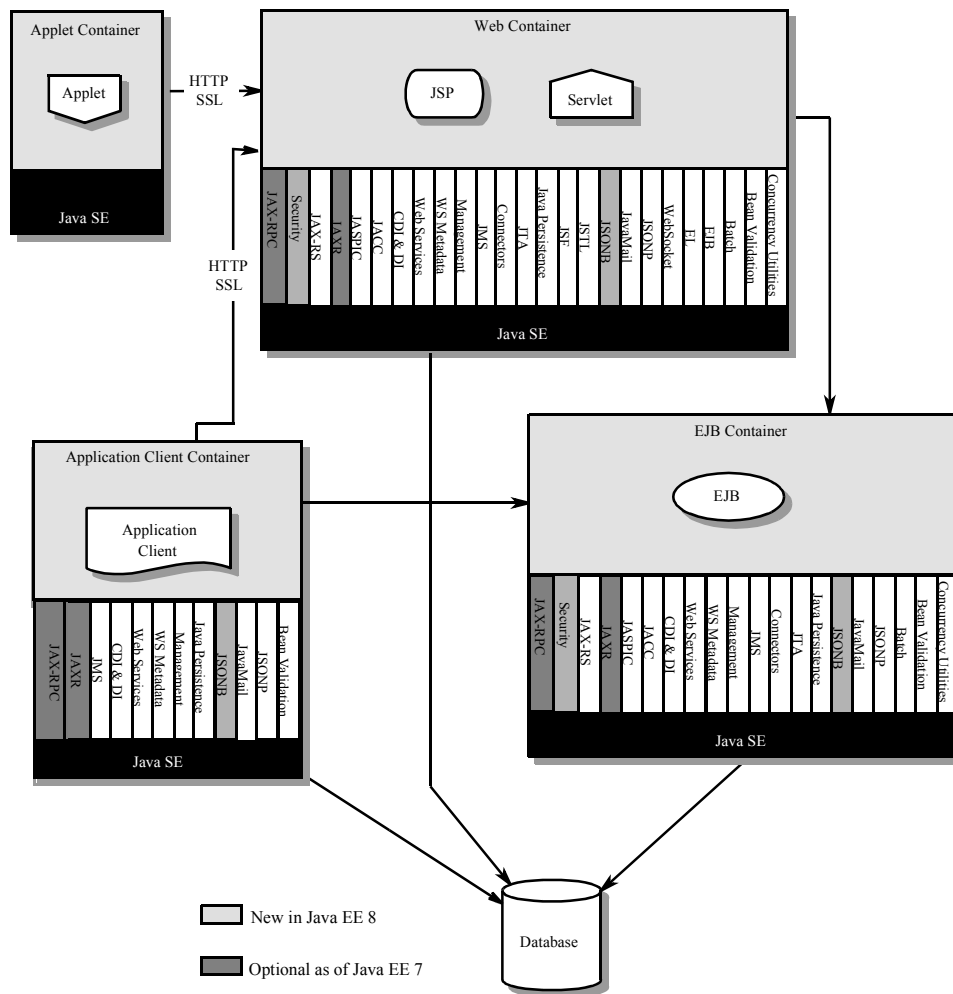 Applet Container
Applet
Java SE
HTTP
SSL
Web Container
JSP
Servlet
JAX-RPC
Security
JAX-RS
JAXR
JASPIC
JACC
CDI & DI
Web Services
WS Metadata
Management
JMS
Connectors
JTA
Java Persistence
JSF
JSTL
JSONB
JavaMail
JSONP
WebSocket
EL
EJB
Batch
Bean Validation
Concurrency Utilities
Java SE
HTTP
SSL
Application Client Container
Application
Client
JAX-RPC
JAXR
JMS
CDI & DI
Web Services
WS Metadata
Management
Java Persistence
JSONB
JavaMail
JSONP
Bean Validation
Java SE
EJB Container
EJB
JAX-RPC
Security
JAX-RS
JAXR
JASPIC
JACC
CDI & DI
Web Services
WS Metadata
Management
JMS
Connectors
JTA
Java Persistence
JSONB
JavaMail
JSONP
Batch
Bean Validation
Concurrency Utilities
Java SE
Database
New in Java EE 8
Optional as of Java EE 7